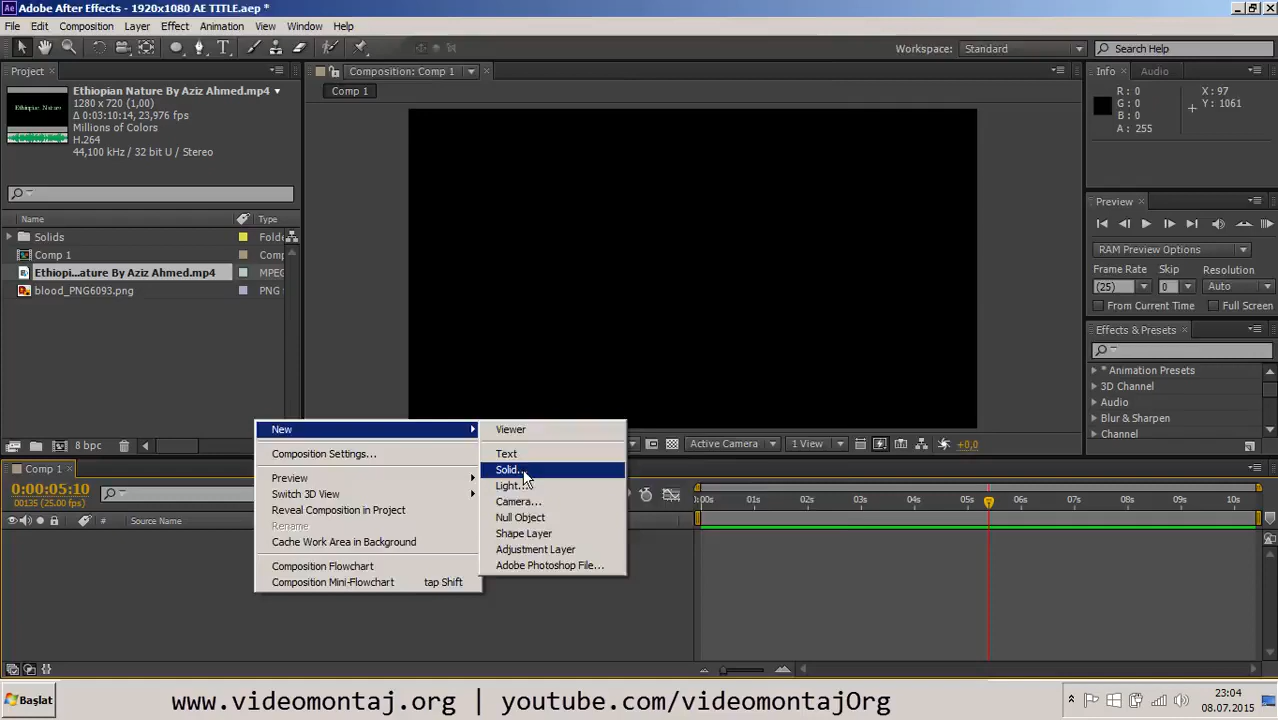 Adobe After Effects - 1920x1080 AE TITLE.aep *
File Edit Composition Layer Effect Animation View Window Help
Workspace: Standard Search Help
Project
Ethiopian Nature By Aziz Ahmed.mp4
1280 x 720 (1,00)
Δ 0:03:10:14, 23,976 fps
Millions of Colors
H.264
44,100 kHz / 32 bit U / Stereo
Name Type
Solids Folde
Comp 1 Comp
Ethiopi...ature By Aziz Ahmed.mp4 MPEG
blood_PNG6093.png PNG
8 bpc
Composition: Comp 1
Comp 1
Active Camera 1 View +0,0
Info Audio
R : 0
G : 0
B : 0
A : 255
X : 97
Y : 1061
Preview
RAM Preview Options
Frame Rate Skip Resolution
(25) 0 Auto
From Current Time Full Screen
Effects & Presets
* Animation Presets
3D Channel
Audio
Blur & Sharpen
Channel
New
Composition Settings...
Preview
Switch 3D View
Reveal Composition in Project
Rename
Cache Work Area in Background
Composition Flowchart
Composition Mini-Flowchart tap Shift
Viewer
Text
Solid...
Light...
Camera...
Null Object
Shape Layer
Adjustment Layer
Adobe Photoshop File...
Comp 1
0:00:05:10
00135 (25.00 fps)
# Source Name
01s 02s 03s 04s 05s 06s 07s 08s 09s 10s
Başlat
www.videomontaj.org | youtube.com/videomontajOrg
23:04
08.07.2015